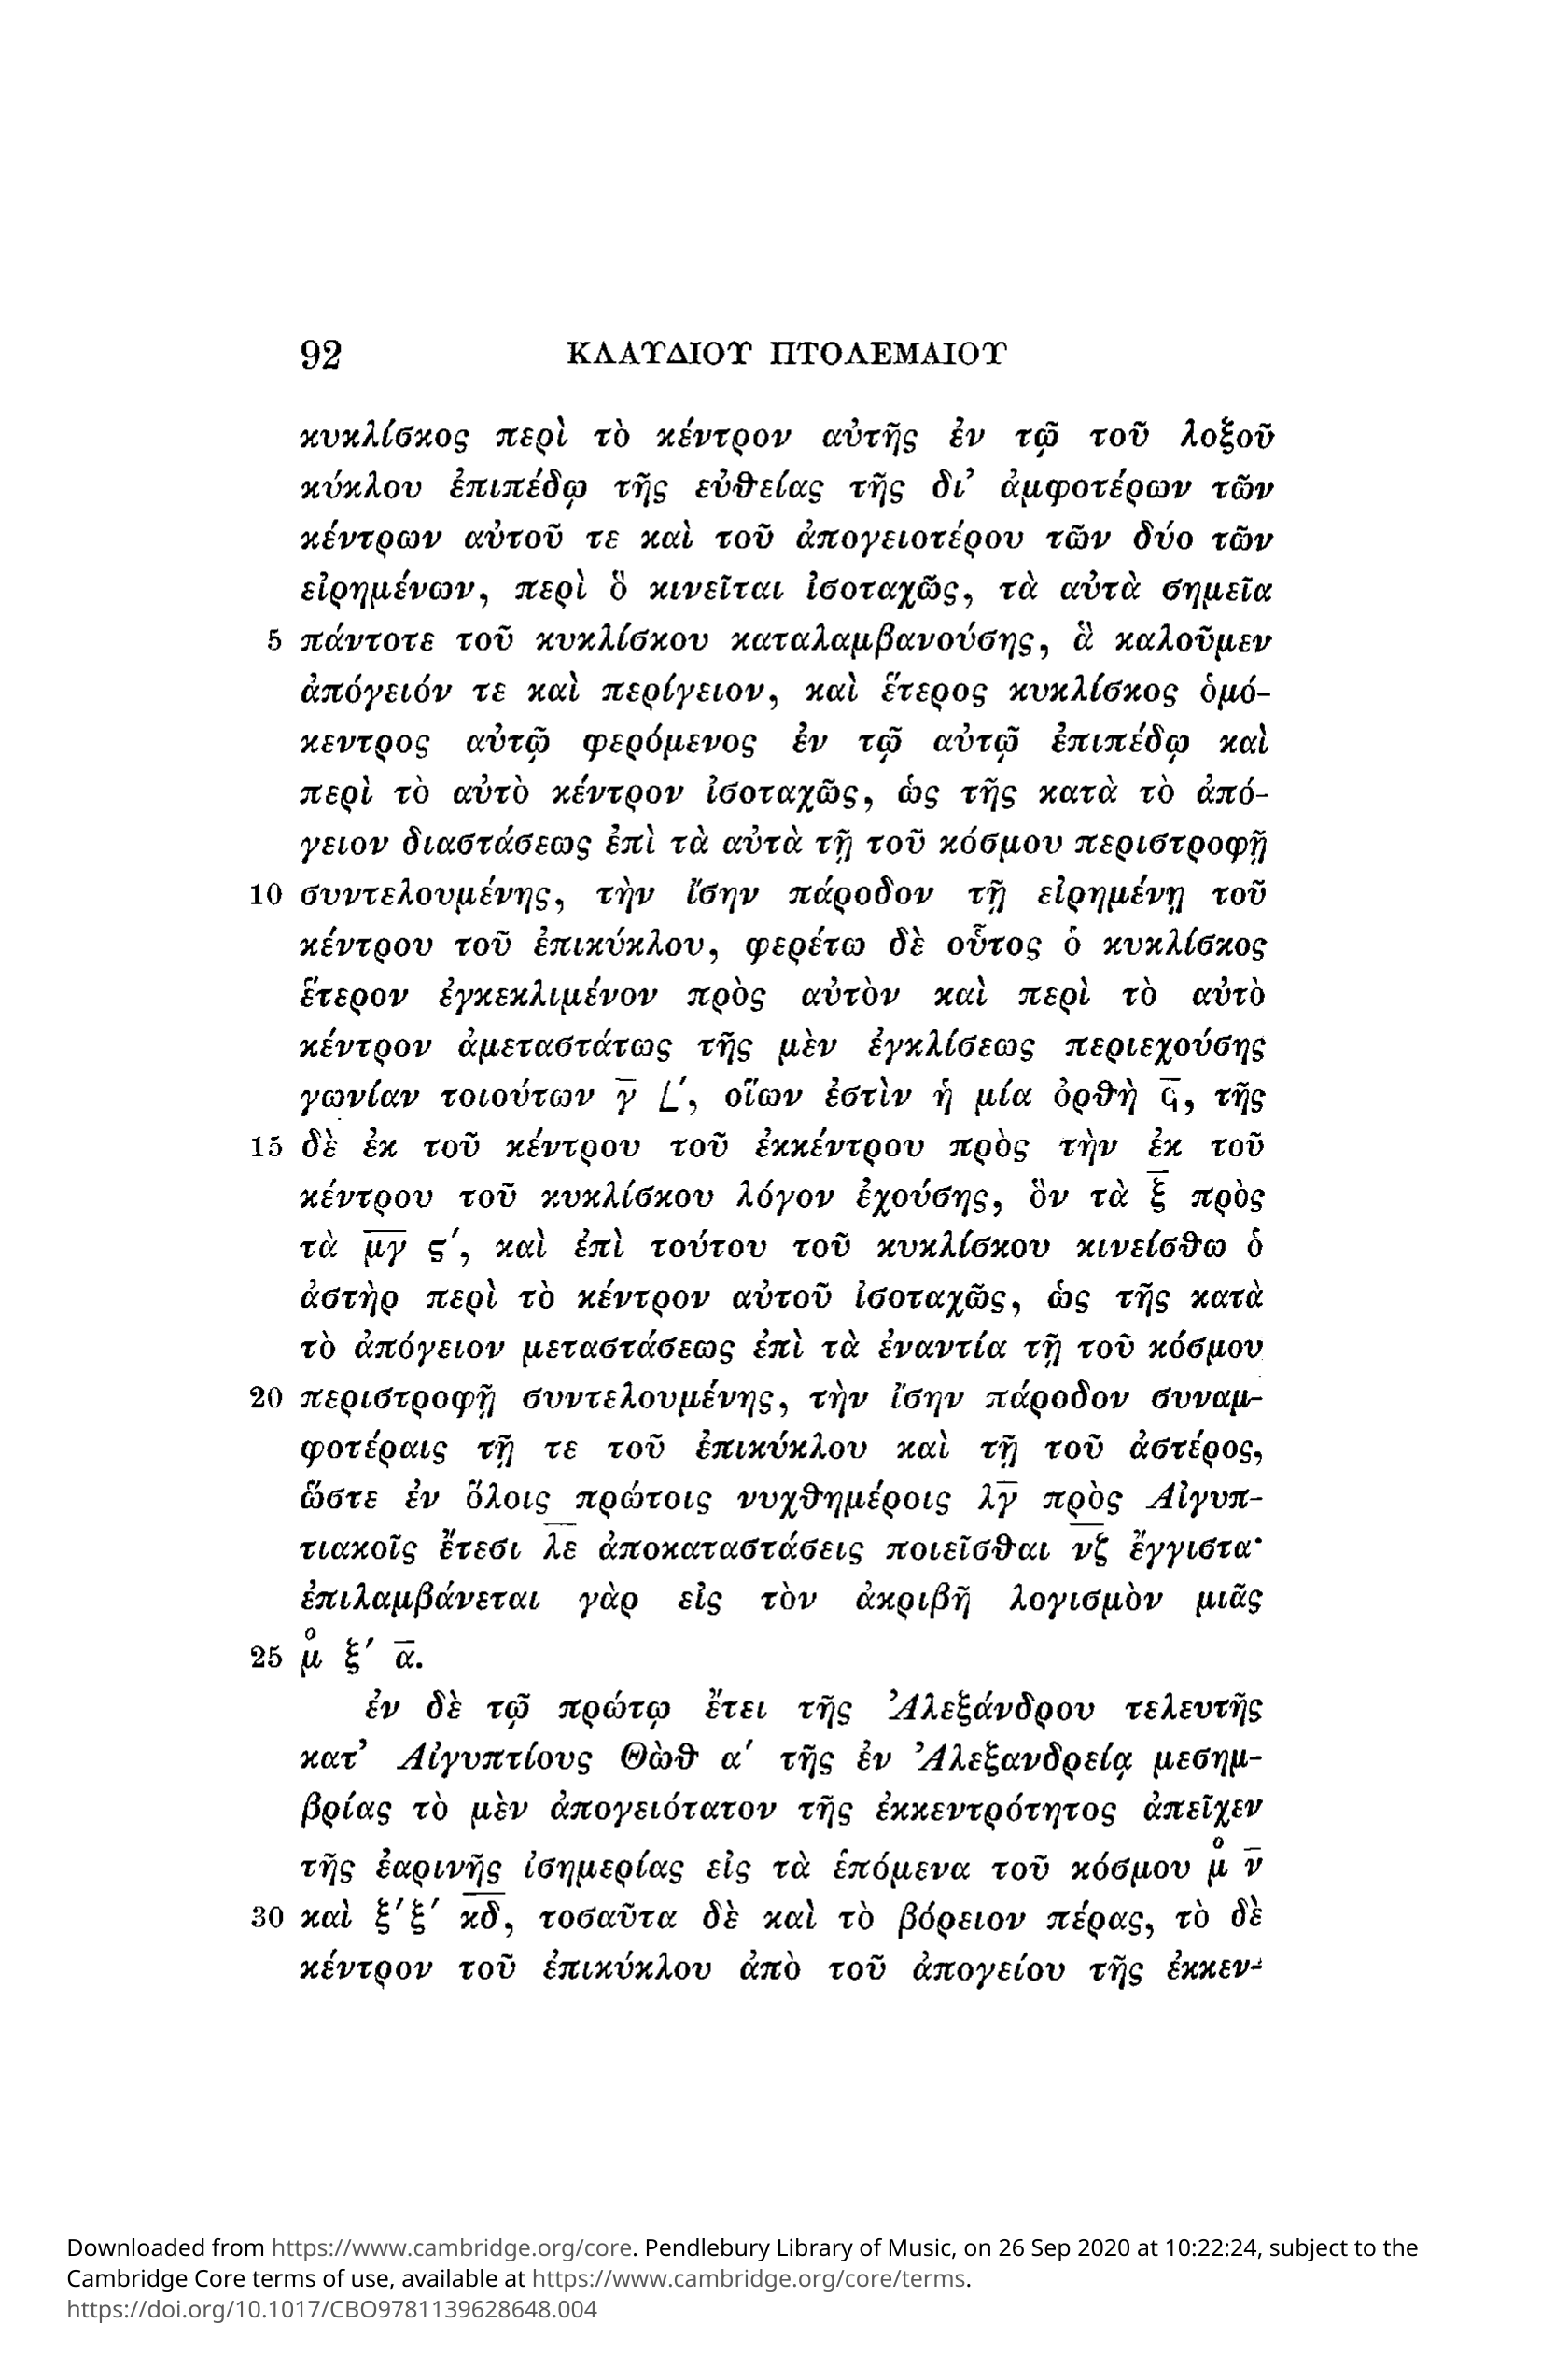 92 ΚΛΑΥΔΙΟΥ ΠΤΟΛΕΜΑΙΟΥ
κυκλίσκος περὶ τὸ κέντρον αὐτῆς ἐν τῷ τοῦ λοξοῦ
κύκλου ἐπιπέδῳ τῆς εὐθείας τῆς δι’ ἀμφοτέρων τῶν
κέντρων αὐτοῦ τε καὶ τοῦ ἀπογειοτέρου τῶν δύο τῶν
εἰρημένων, περὶ ὃ κινεῖται ἰσοταχῶς, τὰ αὐτὰ σημεῖα
5 πάντοτε τοῦ κυκλίσκου καταλαμβανούσης, ἃ καλοῦμεν
ἀπόγειόν τε καὶ περίγειον, καὶ ἕτερος κυκλίσκος ὁμό-
κεντρος αὐτῷ φερόμενος ἐν τῷ αὐτῷ ἐπιπέδῳ καὶ
περὶ τὸ αὐτὸ κέντρον ἰσοταχῶς, ὡς τῆς κατὰ τὸ ἀπό-
γειον διαστάσεως ἐπὶ τὰ αὐτὰ τῇ τοῦ κόσμου περιστροφῇ
10 συντελουμένης, τὴν ἴσην πάροδον τῇ εἰρημένῃ τοῦ
κέντρου τοῦ ἐπικύκλου, φερέτω δὲ οὗτος ὁ κυκλίσκος
ἕτερον ἐγκεκλιμένον πρὸς αὐτὸν καὶ περὶ τὸ αὐτὸ
κέντρον ἀμεταστάτως τῆς μὲν ἐγκλίσεως περιεχούσης
γωνίαν τοιούτων γ̅ 𐅵′, οἵων ἐστὶν ἡ μία ὀρθὴ ϟ̅, τῆς
15 δὲ ἐκ τοῦ κέντρου τοῦ ἐκκέντρου πρὸς τὴν ἐκ τοῦ
κέντρου τοῦ κυκλίσκου λόγον ἐχούσης, ὃν τὰ ξ̅ πρὸς
τὰ μ̅γ̅ ϛ′, καὶ ἐπὶ τούτου τοῦ κυκλίσκου κινείσθω ὁ
ἀστὴρ περὶ τὸ κέντρον αὐτοῦ ἰσοταχῶς, ὡς τῆς κατὰ
τὸ ἀπόγειον μεταστάσεως ἐπὶ τὰ ἐναντία τῇ τοῦ κόσμου
20 περιστροφῇ συντελουμένης, τὴν ἴσην πάροδον συναμ-
φοτέραις τῇ τε τοῦ ἐπικύκλου καὶ τῇ τοῦ ἀστέρος,
ὥστε ἐν ὅλοις πρώτοις νυχθημέροις λγ̅ πρὸς Αἰγυπ-
τιακοῖς ἔτεσι λ̅ε̅ ἀποκαταστάσεις ποιεῖσθαι ν̅ζ̅ ἔγγιστα·
ἐπιλαμβάνεται γὰρ εἰς τὸν ἀκριβῆ λογισμὸν μιᾶς
25 μͦ ξ′ α̅.
ἐν δὲ τῷ πρώτῳ ἔτει τῆς Ἀλεξάνδρου τελευτῆς
κατ’ Αἰγυπτίους Θὼθ α′ τῆς ἐν Ἀλεξανδρείᾳ μεσημ-
βρίας τὸ μὲν ἀπογειότατον τῆς ἐκκεντρότητος ἀπεῖχεν
τῆς ἐαρινῆς ἰσημερίας εἰς τὰ ἑπόμενα τοῦ κόσμου μͦ ν̅
30 καὶ ξ′ξ′ κ̅δ̅, τοσαῦτα δὲ καὶ τὸ βόρειον πέρας, τὸ δὲ
κέντρον τοῦ ἐπικύκλου ἀπὸ τοῦ ἀπογείου τῆς ἐκκεν-
Downloaded from https://www.cambridge.org/core. Pendlebury Library of Music, on 26 Sep 2020 at 10:22:24, subject to the
Cambridge Core terms of use, available at https://www.cambridge.org/core/terms.
https://doi.org/10.1017/CBO9781139628648.004